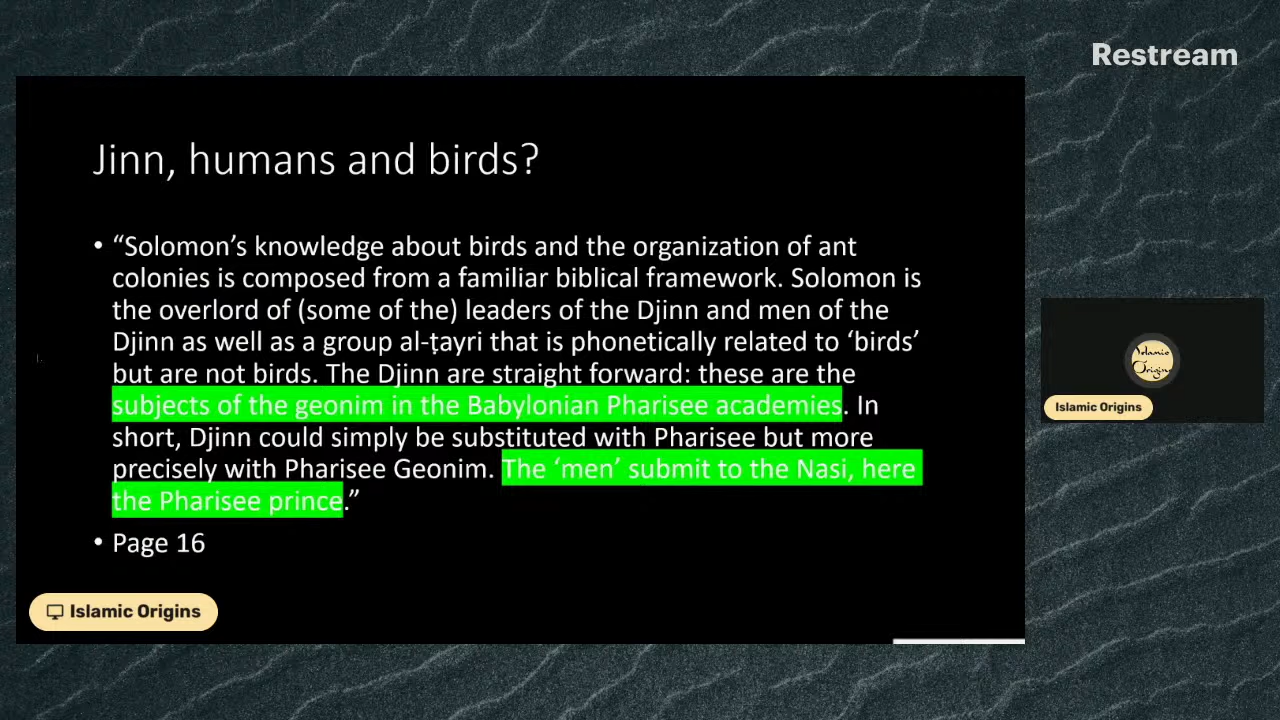 Restream
Jinn, humans and birds?
• “Solomon’s knowledge about birds and the organization of ant
colonies is composed from a familiar biblical framework. Solomon is
the overlord of (some of the) leaders of the Djinn and men of the
Djinn as well as a group al-ṭayri that is phonetically related to ‘birds’
but are not birds. The Djinn are straight forward: these are the
subjects of the geonim in the Babylonian Pharisee academies. In
short, Djinn could simply be substituted with Pharisee but more
precisely with Pharisee Geonim. The ‘men’ submit to the Nasi, here
the Pharisee prince.”
• Page 16
Islamic Origins
Islamic
Origins
Islamic Origins